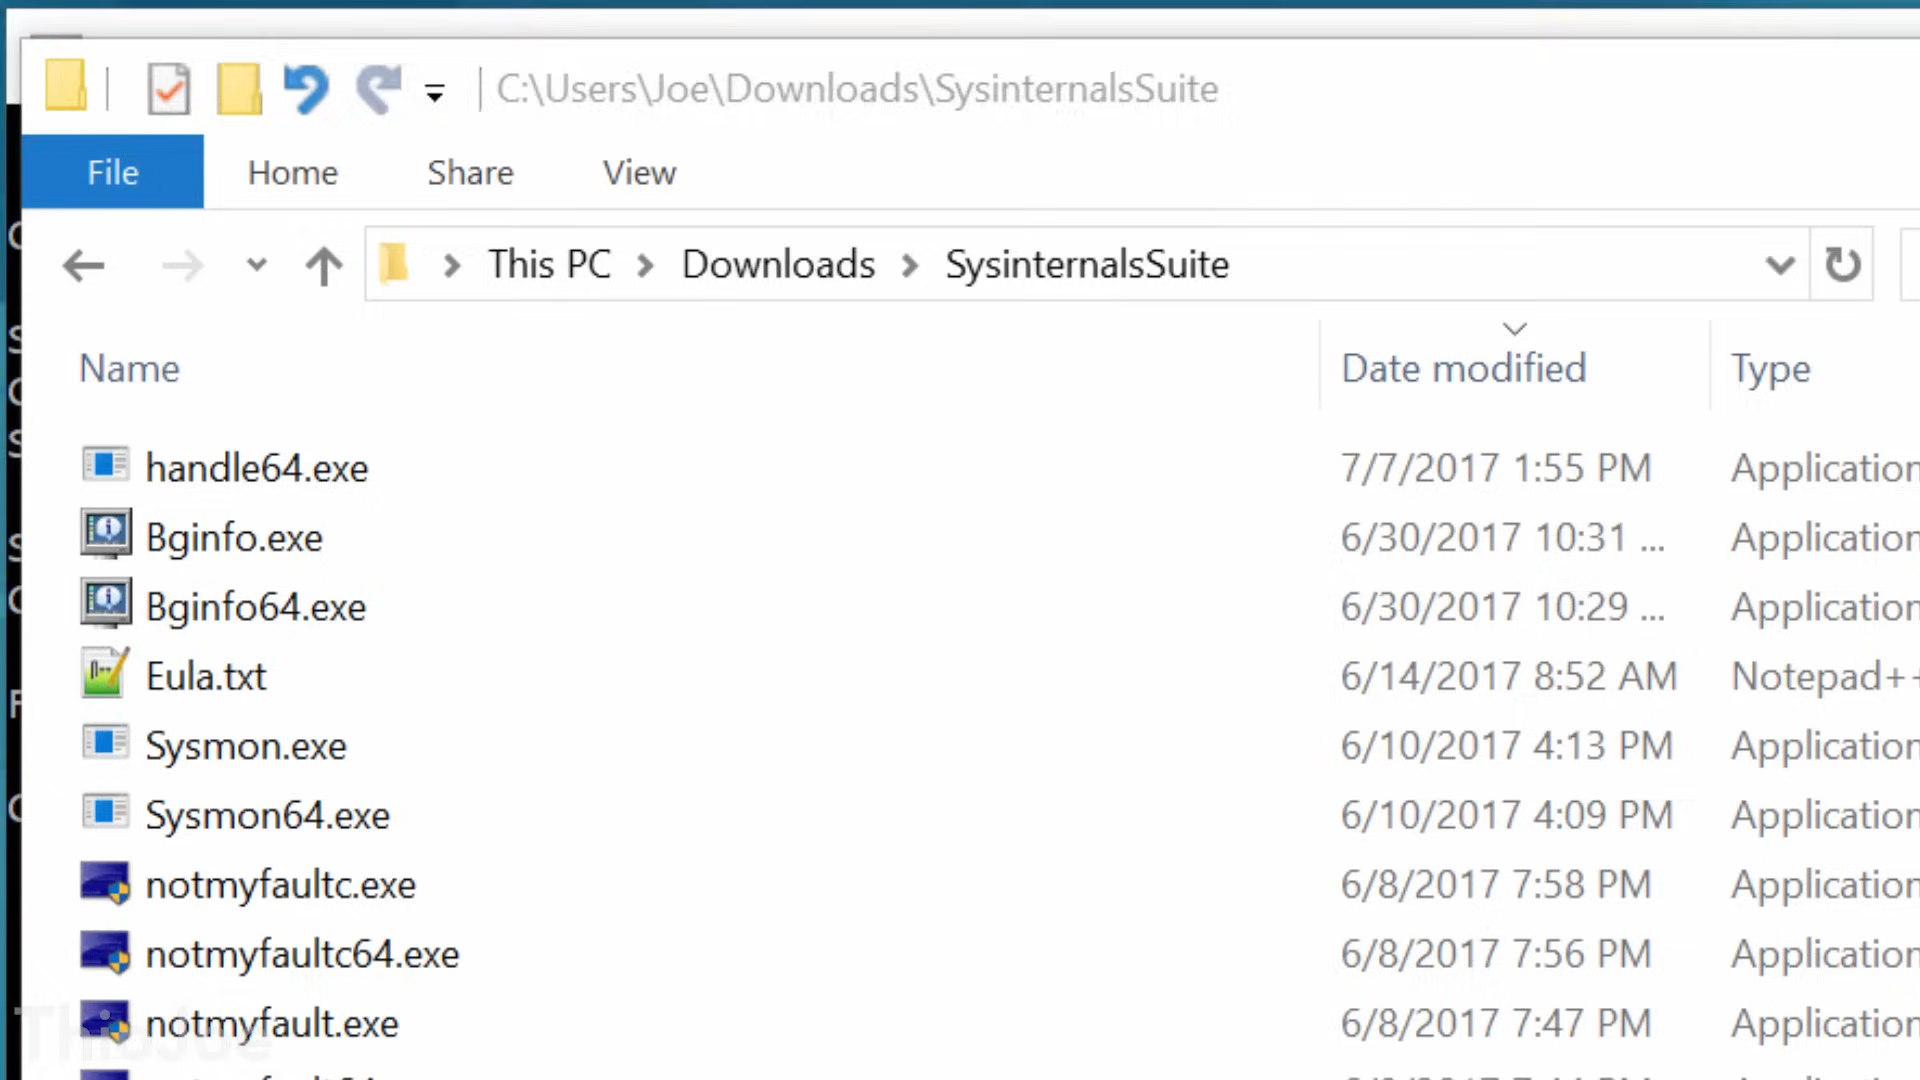 C:\Users\Joe\Downloads\SysinternalsSuite
File Home Share View
This PC Downloads SysinternalsSuite
Name Date modified Type
handle64.exe 7/7/2017 1:55 PM Application
Bginfo.exe 6/30/2017 10:31 ... Application
Bginfo64.exe 6/30/2017 10:29 ... Application
Eula.txt 6/14/2017 8:52 AM Notepad++
Sysmon.exe 6/10/2017 4:13 PM Application
Sysmon64.exe 6/10/2017 4:09 PM Application
notmyfaultc.exe 6/8/2017 7:58 PM Application
notmyfaultc64.exe 6/8/2017 7:56 PM Application
notmyfault.exe 6/8/2017 7:47 PM Application
ThioJoe